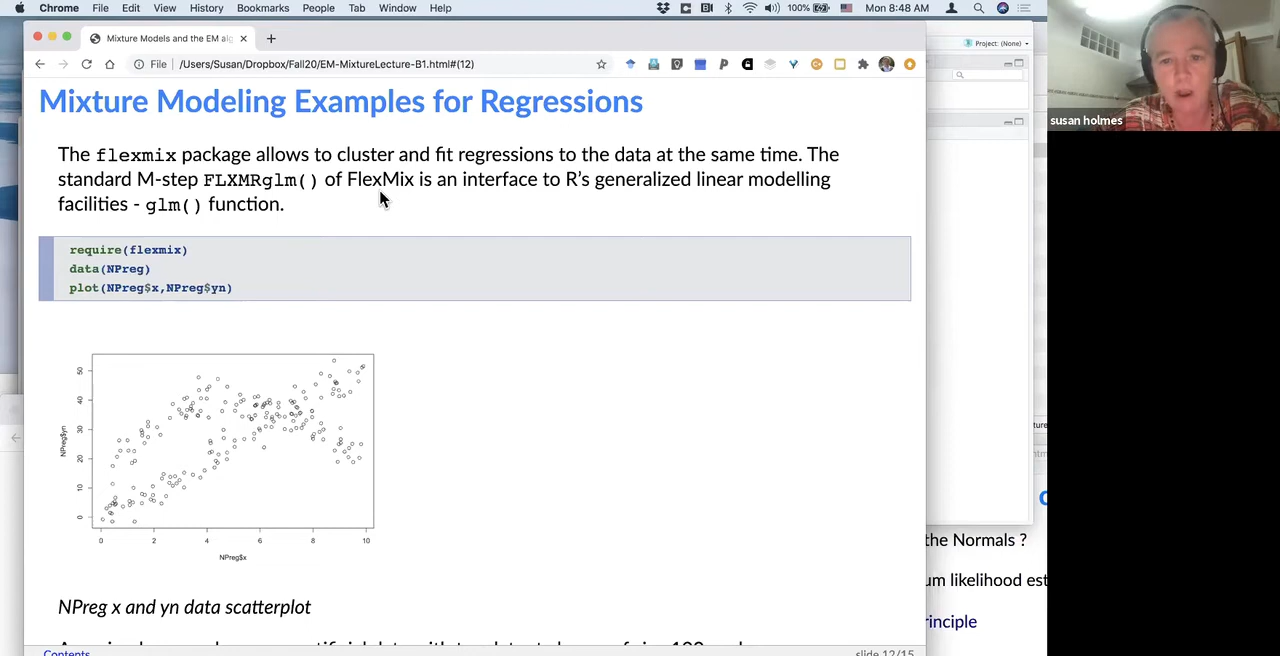 Chrome File Edit View History Bookmarks People Tab Window Help 100% Mon 8:48 AM
Mixture Models and the EM alg
Project: (None)
File /Users/Susan/Dropbox/Fall20/EM-MixtureLecture-B1.html#(12)
Mixture Modeling Examples for Regressions
susan holmes
The flexmix package allows to cluster and fit regressions to the data at the same time. The
standard M-step FLXMRglm() of FlexMix is an interface to R's generalized linear modelling
facilities - glm() function.
require(flexmix)
data(NPreg)
plot(NPreg$x,NPreg$yn)
50
40
30
20
10
0
NPreg$yn
0 2 4 6 8 10
NPreg$x
the Normals ?
um likelihood est
rinciple
NPreg x and yn data scatterplot
Contents
slide 12/15